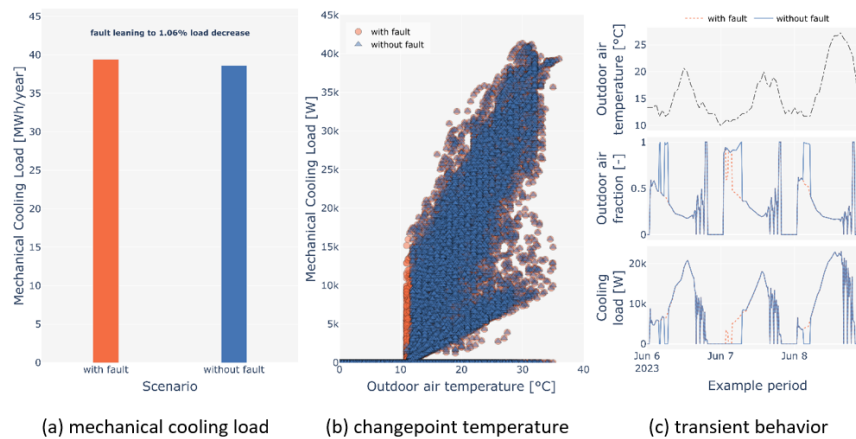 fault leaning to 1.06% load decrease
Mechanical Cooling Load [MWh/year]
45
40
35
30
25
20
15
10
5
0
with fault
without fault
Scenario
(a) mechanical cooling load
with fault
without fault
Mechanical Cooling Load [W]
45k
40k
35k
30k
25k
20k
15k
10k
5k
0
0
10
20
30
40
Outdoor air temperature [°C]
(b) changepoint temperature
with fault
without fault
Outdoor air
temperature [°C]
25
20
15
10
Outdoor air
fraction [-]
1
0.5
0
Cooling
load [W]
20k
10k
0
Jun 6
2023
Jun 7
Jun 8
Example period
(c) transient behavior